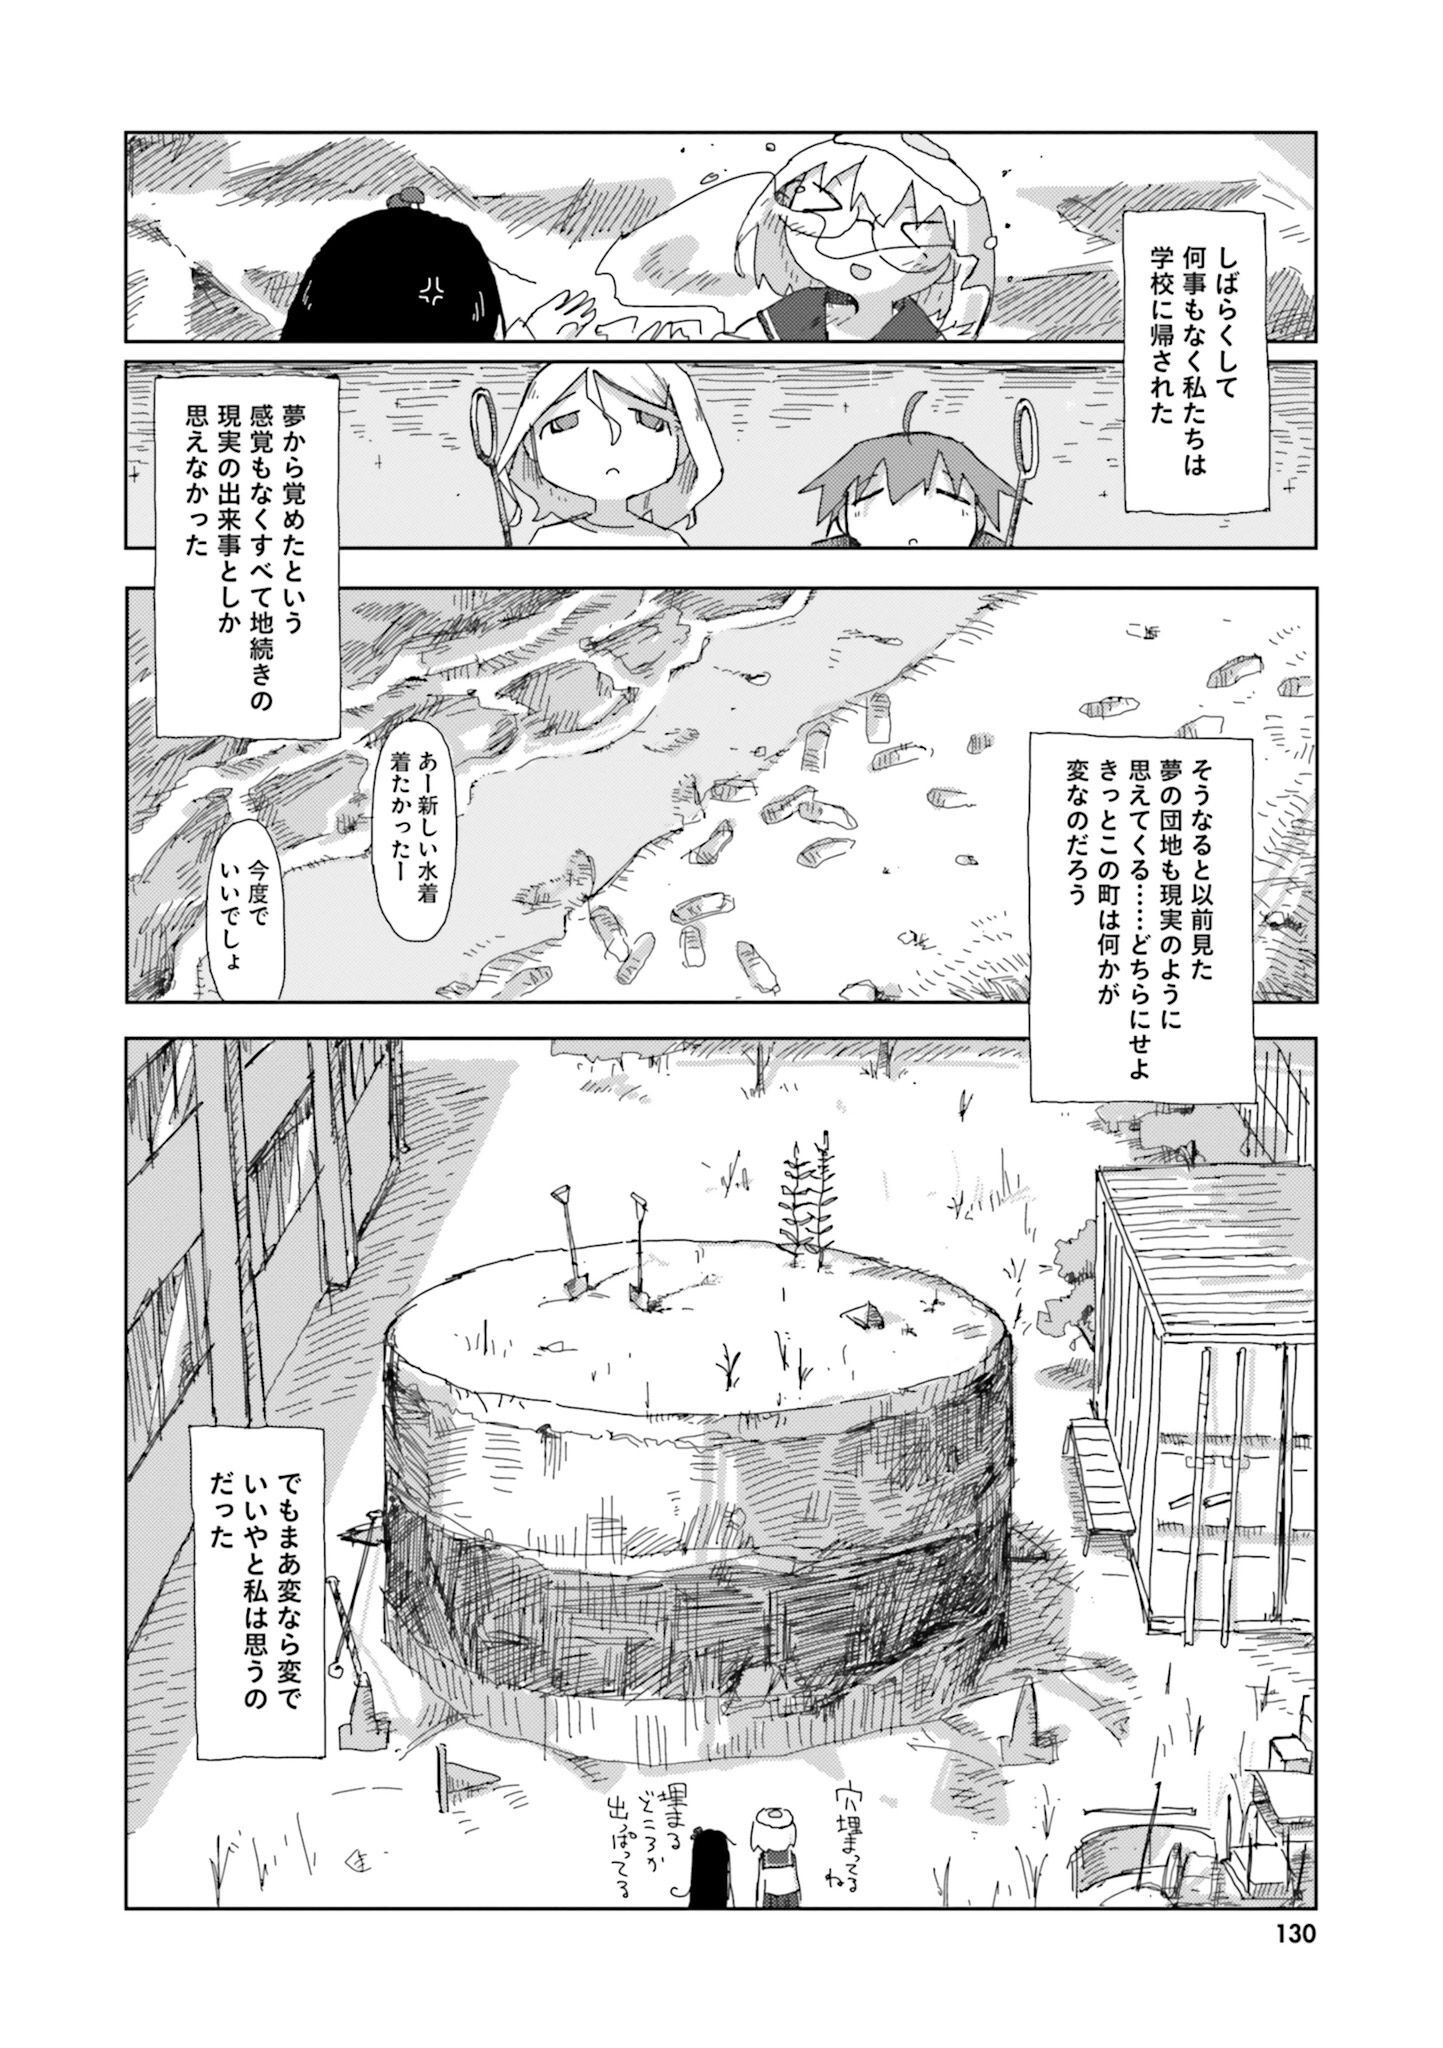 しばらくして
何事もなく私たちは
学校に帰された
夢から覚めたという
感覚もなくすべて地続きの
現実の出来事としか
思えなかった
そうなると以前見た
夢の団地も現実のように
思えてくる……どちらにせよ
きっとこの町は何かが
変なのだろう
あー新しい水着
着たかったー
今度で
いいでしょ
でもまあ変なら変で
いいやと私は思うの
だった
穴埋まってる
ね
埋まる
どころか
出っぱってる
130